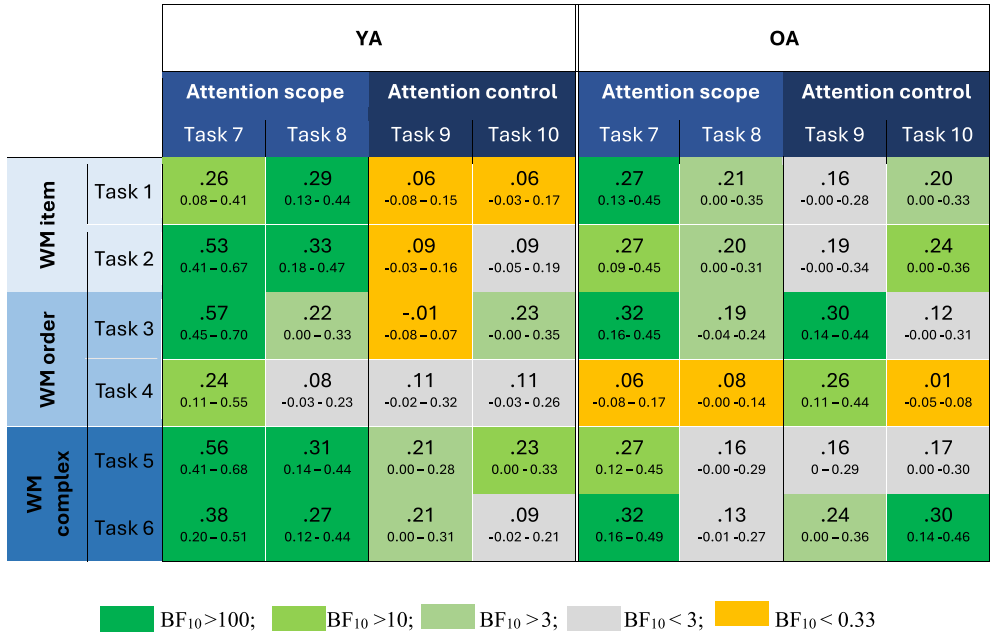 YA OA
Attention scope Attention control Attention scope Attention control
Task 7 Task 8 Task 9 Task 10 Task 7 Task 8 Task 9 Task 10
WM item
Task 1 .26 .29 .06 .06 .27 .21 .16 .20
0.08 – 0.41 0.13 - 0.44 -0.08 – 0.15 -0.03 - 0.17 0.13 -0.45 0.00 -0.35 -0.00 -0.28 0.00 -0.33
Task 2 .53 .33 .09 .09 .27 .20 .19 .24
0.41 – 0.67 0.18 - 0.47 -0.03 – 0.16 -0.05 - 0.19 0.09 -0.45 0.00 -0.31 -0.00 -0.34 0.00 -0.36
WM order
Task 3 .57 .22 -.01 .23 .32 .19 .30 .12
0.45 – 0.70 0.00 - 0.33 -0.08 – 0.07 -0.00 - 0.35 0.16 -0.45 -0.04 -0.24 0.14 -0.44 -0.00 -0.31
Task 4 .24 .08 .11 .11 .06 .08 .26 .01
0.11 – 0.55 -0.03 - 0.23 -0.02 – 0.32 -0.03 - 0.26 -0.08 – 0.17 -0.00 -0.14 0.11 – 0.44 -0.05 -0.08
WM complex
Task 5 .56 .31 .21 .23 .27 .16 .16 .17
0.41 – 0.68 0.14 - 0.44 0.00 – 0.28 0.00 - 0.33 0.12 – 0.45 -0.00 -0.29 0 – 0.29 0.00 -0.30
Task 6 .38 .27 .21 .09 .32 .13 .24 .30
0.20 – 0.51 0.12 - 0.44 0.00 – 0.31 -0.02 - 0.21 0.16 – 0.49 -0.01 -0.27 0.00 – 0.36 0.14 -0.46
BF₁₀ >100; BF₁₀ >10; BF₁₀ > 3; BF₁₀ < 3; BF₁₀ < 0.33